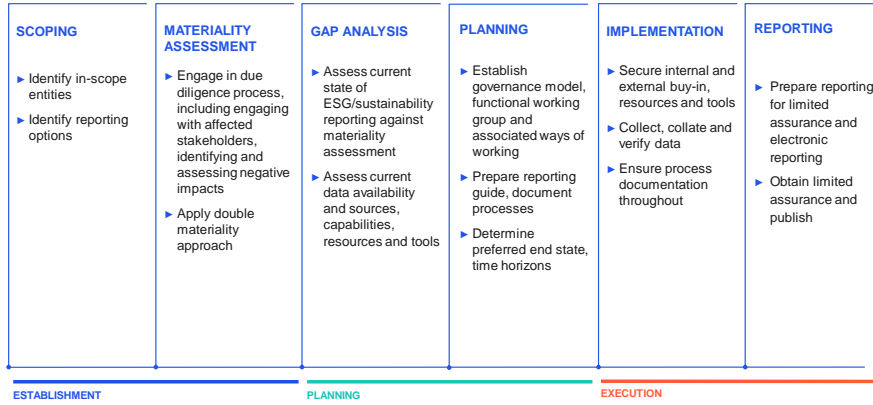 SCOPING
► Identify in-scope
entities
► Identify reporting
options
MATERIALITY
ASSESSMENT
► Engage in due
diligence process,
including engaging
with affected
stakeholders,
identifying and
assessing negative
impacts
► Apply double
materiality
approach
GAP ANALYSIS
► Assess current
state of
ESG/sustainability
reporting against
materiality
assessment
► Assess current
data availability
and sources,
capabilities,
resources and tools
PLANNING
► Establish
governance model,
functional working
group and
associated ways of
working
► Prepare reporting
guide, document
processes
► Determine
preferred end state,
time horizons
IMPLEMENTATION
► Secure internal and
external buy-in,
resources and tools
► Collect, collate and
verify data
► Ensure process
documentation
throughout
REPORTING
► Prepare reporting
for limited
assurance and
electronic
reporting
► Obtain limited
assurance and
publish
ESTABLISHMENT
PLANNING
EXECUTION